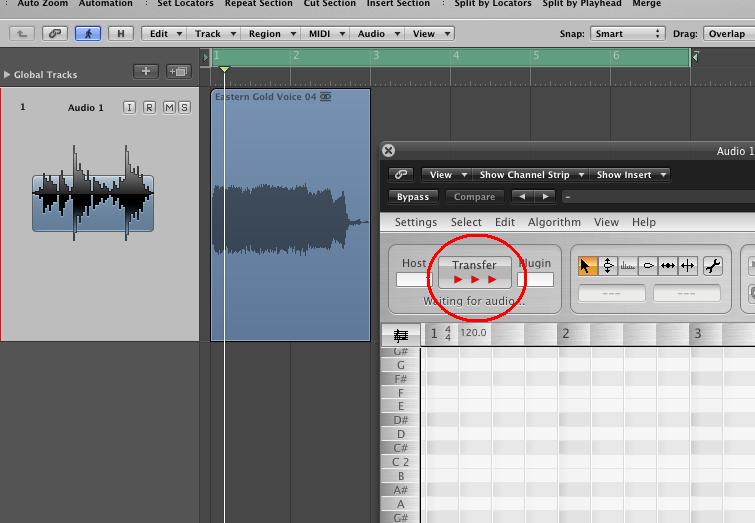 Auto Zoom Automation Set Locators Repeat Section Cut Section Insert Section Split by Locators Split by Playhead Merge
H Edit Track Region MIDI Audio View Snap: Smart Drag: Overlap
1 2 3 4 5 6 7
Global Tracks
1 Audio 1 I R M S
Eastern Gold Voice 04
Audio 1
View Show Channel Strip Show Insert
Bypass Compare –
Settings Select Edit Algorithm View Help
Host Transfer Plugin
Waiting for audio...
--- ---
1 4/4 120.0 2 3
G#
G
F#
F
E
D#
D
C#
C 2
B
A#
A
G#